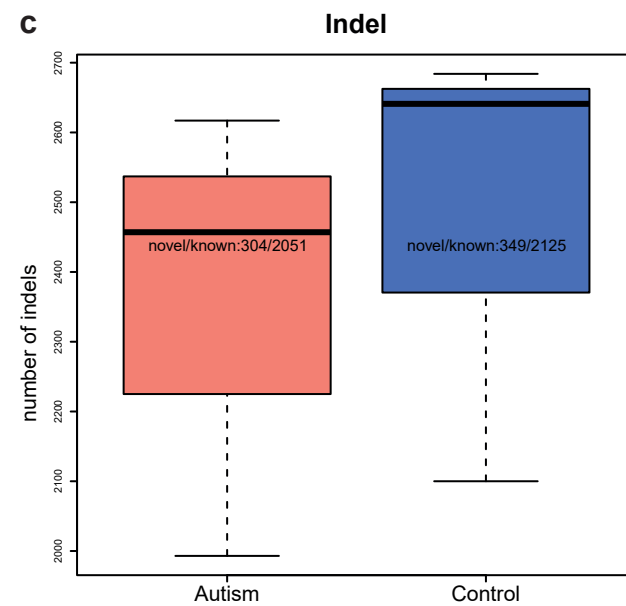 c
Indel
number of indels
2700
2600
2500
2400
2300
2200
2100
2000
novel/known:304/2051
novel/known:349/2125
Autism
Control